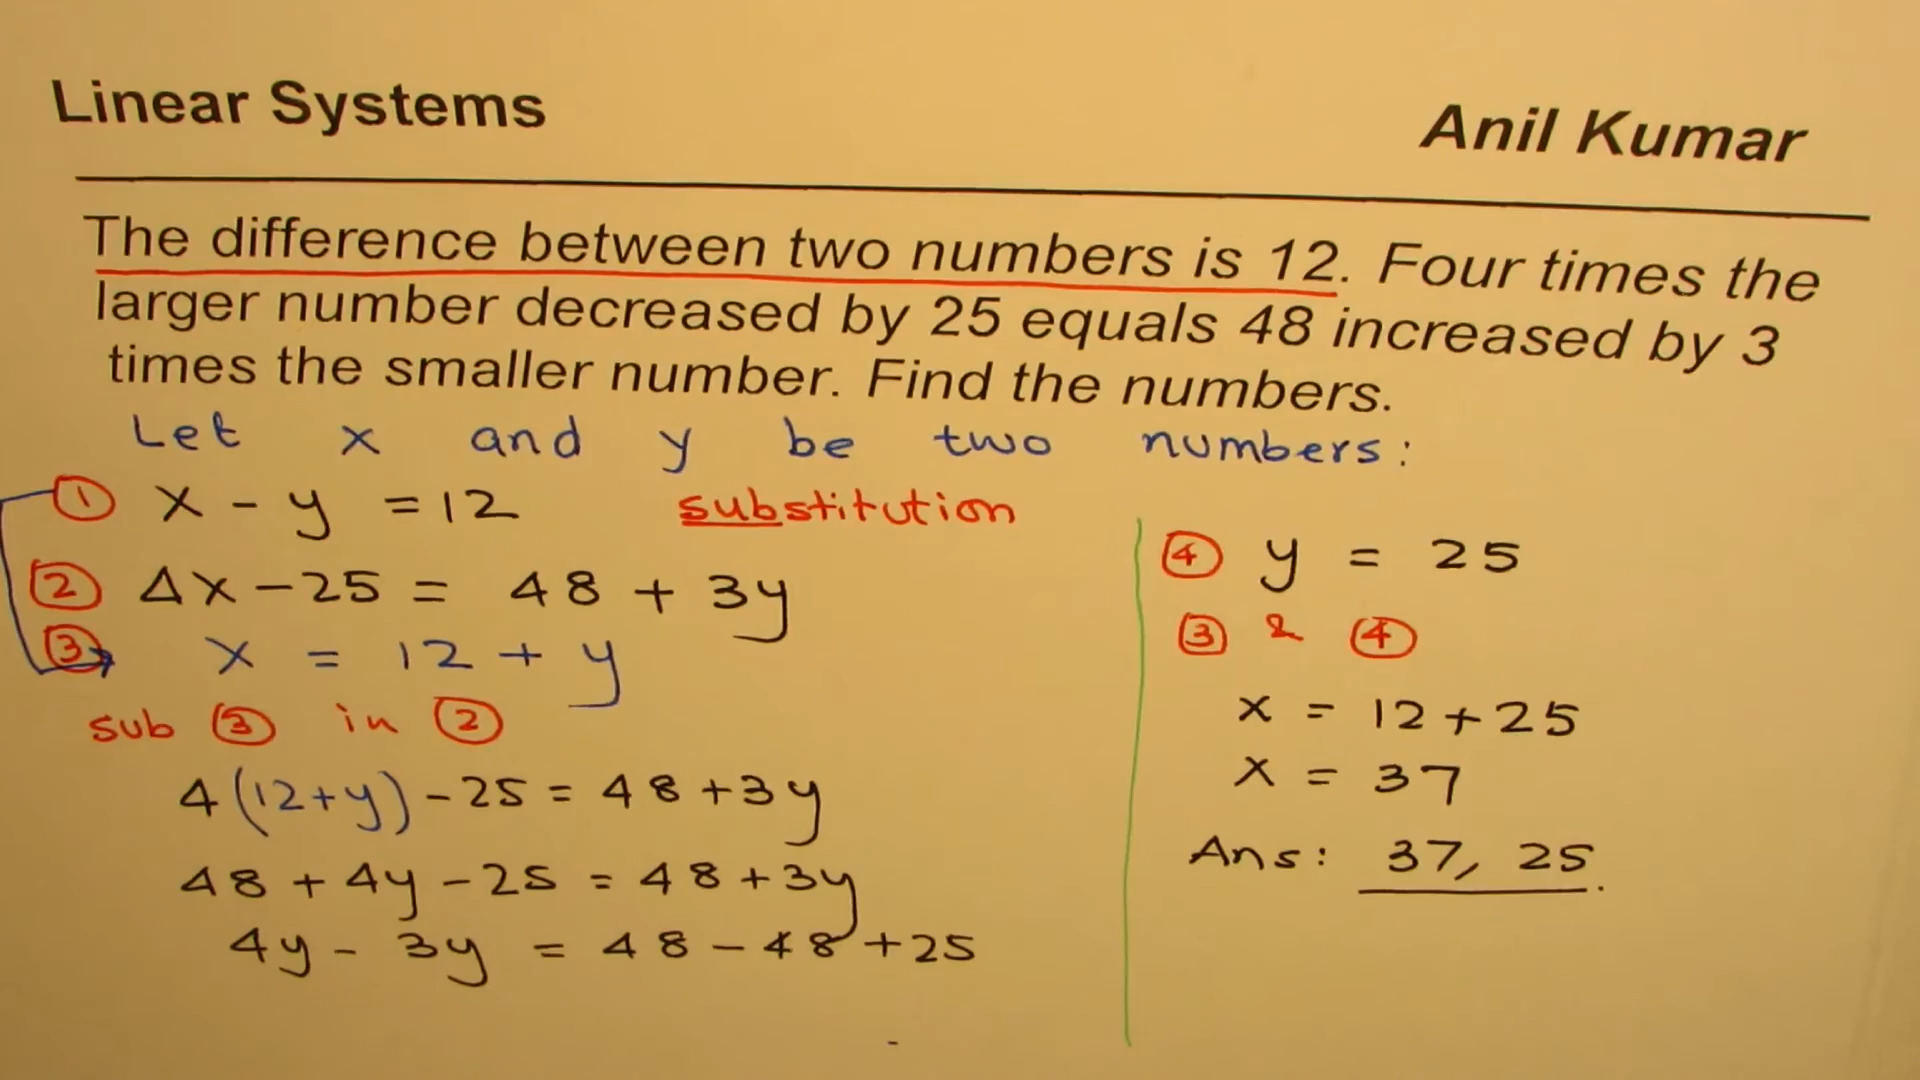 Linear Systems
Anil Kumar
The difference between two numbers is 12. Four times the
larger number decreased by 25 equals 48 increased by 3
times the smaller number. Find the numbers.
Let x and y be two numbers:
① x - y = 12 substitution
② 4x - 25 = 48 + 3y
③ x = 12 + y
sub ③ in ②
4(12+y) - 25 = 48 + 3y
48 + 4y - 25 = 48 + 3y
4y - 3y = 48 - 48 + 25
④ y = 25
③ & ④
x = 12 + 25
x = 37
Ans: 37, 25.